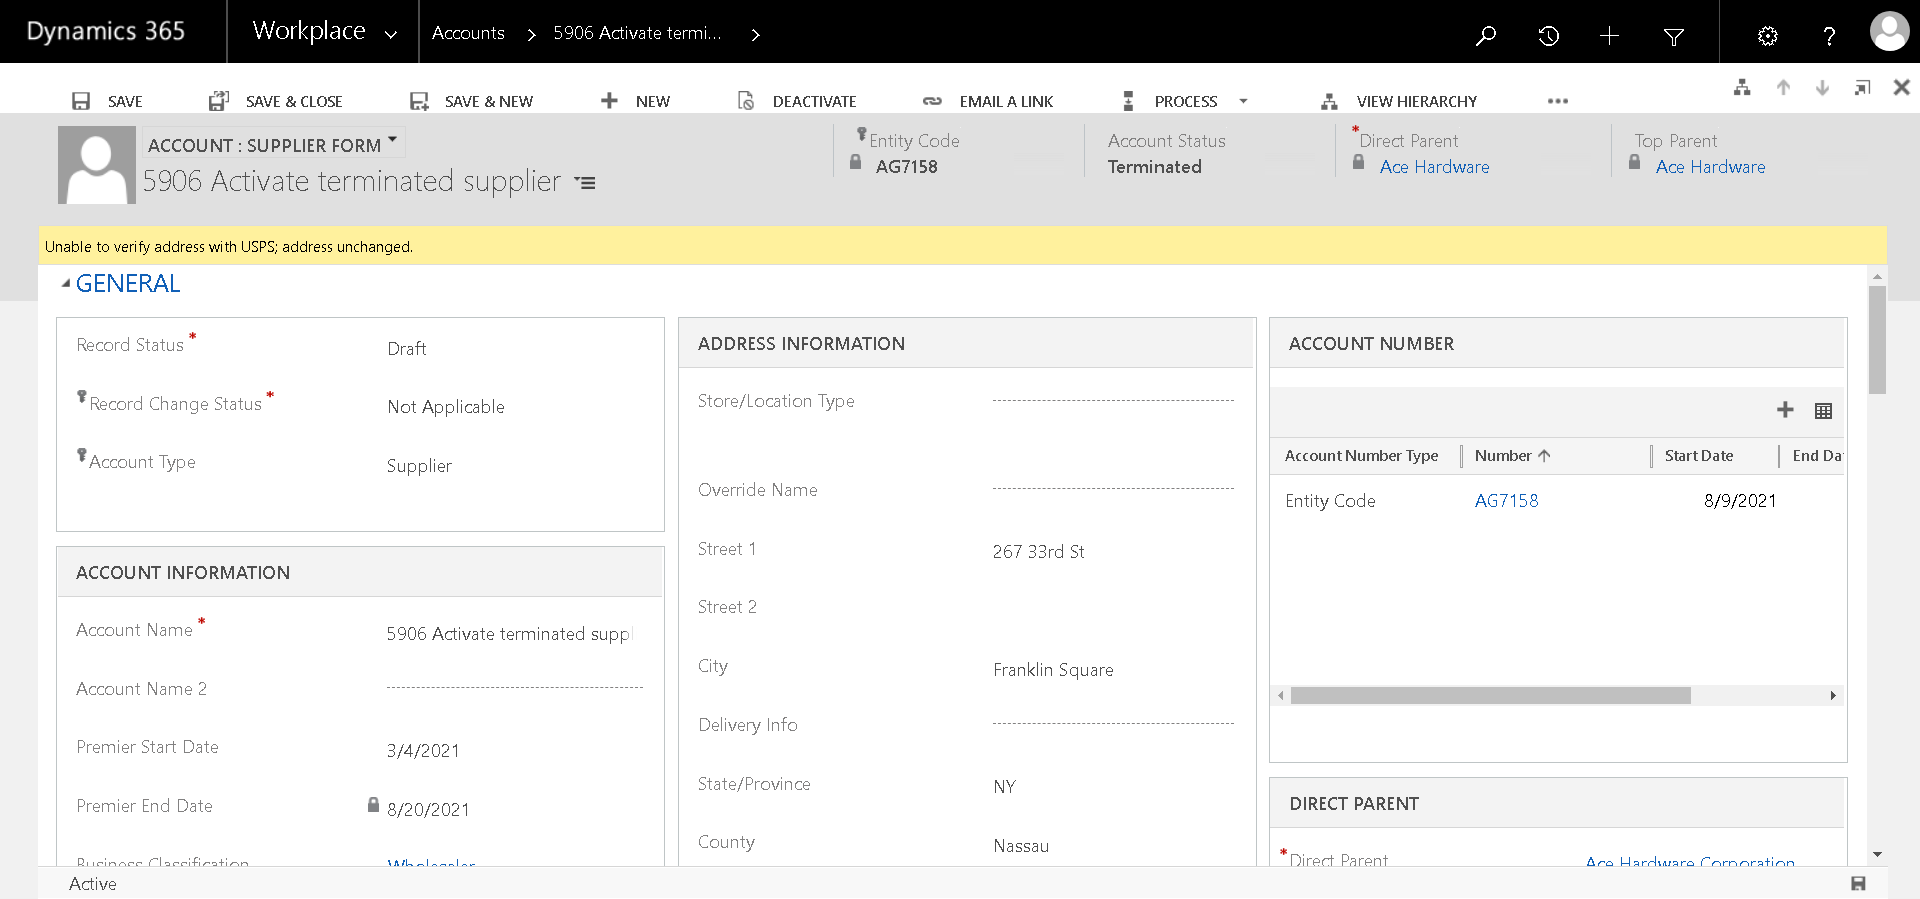 Dynamics 365
Workplace
Accounts
5906 Activate termi...
SAVE
SAVE & CLOSE
SAVE & NEW
NEW
DEACTIVATE
EMAIL A LINK
PROCESS
VIEW HIERARCHY
ACCOUNT : SUPPLIER FORM
5906 Activate terminated supplier
Entity Code
AG7158
Account Status
Terminated
*Direct Parent
Ace Hardware
Top Parent
Ace Hardware
Unable to verify address with USPS; address unchanged.
GENERAL
Record Status *
Draft
Record Change Status *
Not Applicable
Account Type
Supplier
ACCOUNT INFORMATION
Account Name *
5906 Activate terminated suppl
Account Name 2
Premier Start Date
3/4/2021
Premier End Date
8/20/2021
Business Classification
Wholesaler
ADDRESS INFORMATION
Store/Location Type
Override Name
Street 1
267 33rd St
Street 2
City
Franklin Square
Delivery Info
State/Province
NY
County
Nassau
ACCOUNT NUMBER
Account Number Type
Number
Start Date
End Da
Entity Code
AG7158
8/9/2021
DIRECT PARENT
*Direct Parent
Ace Hardware Corporation
Active